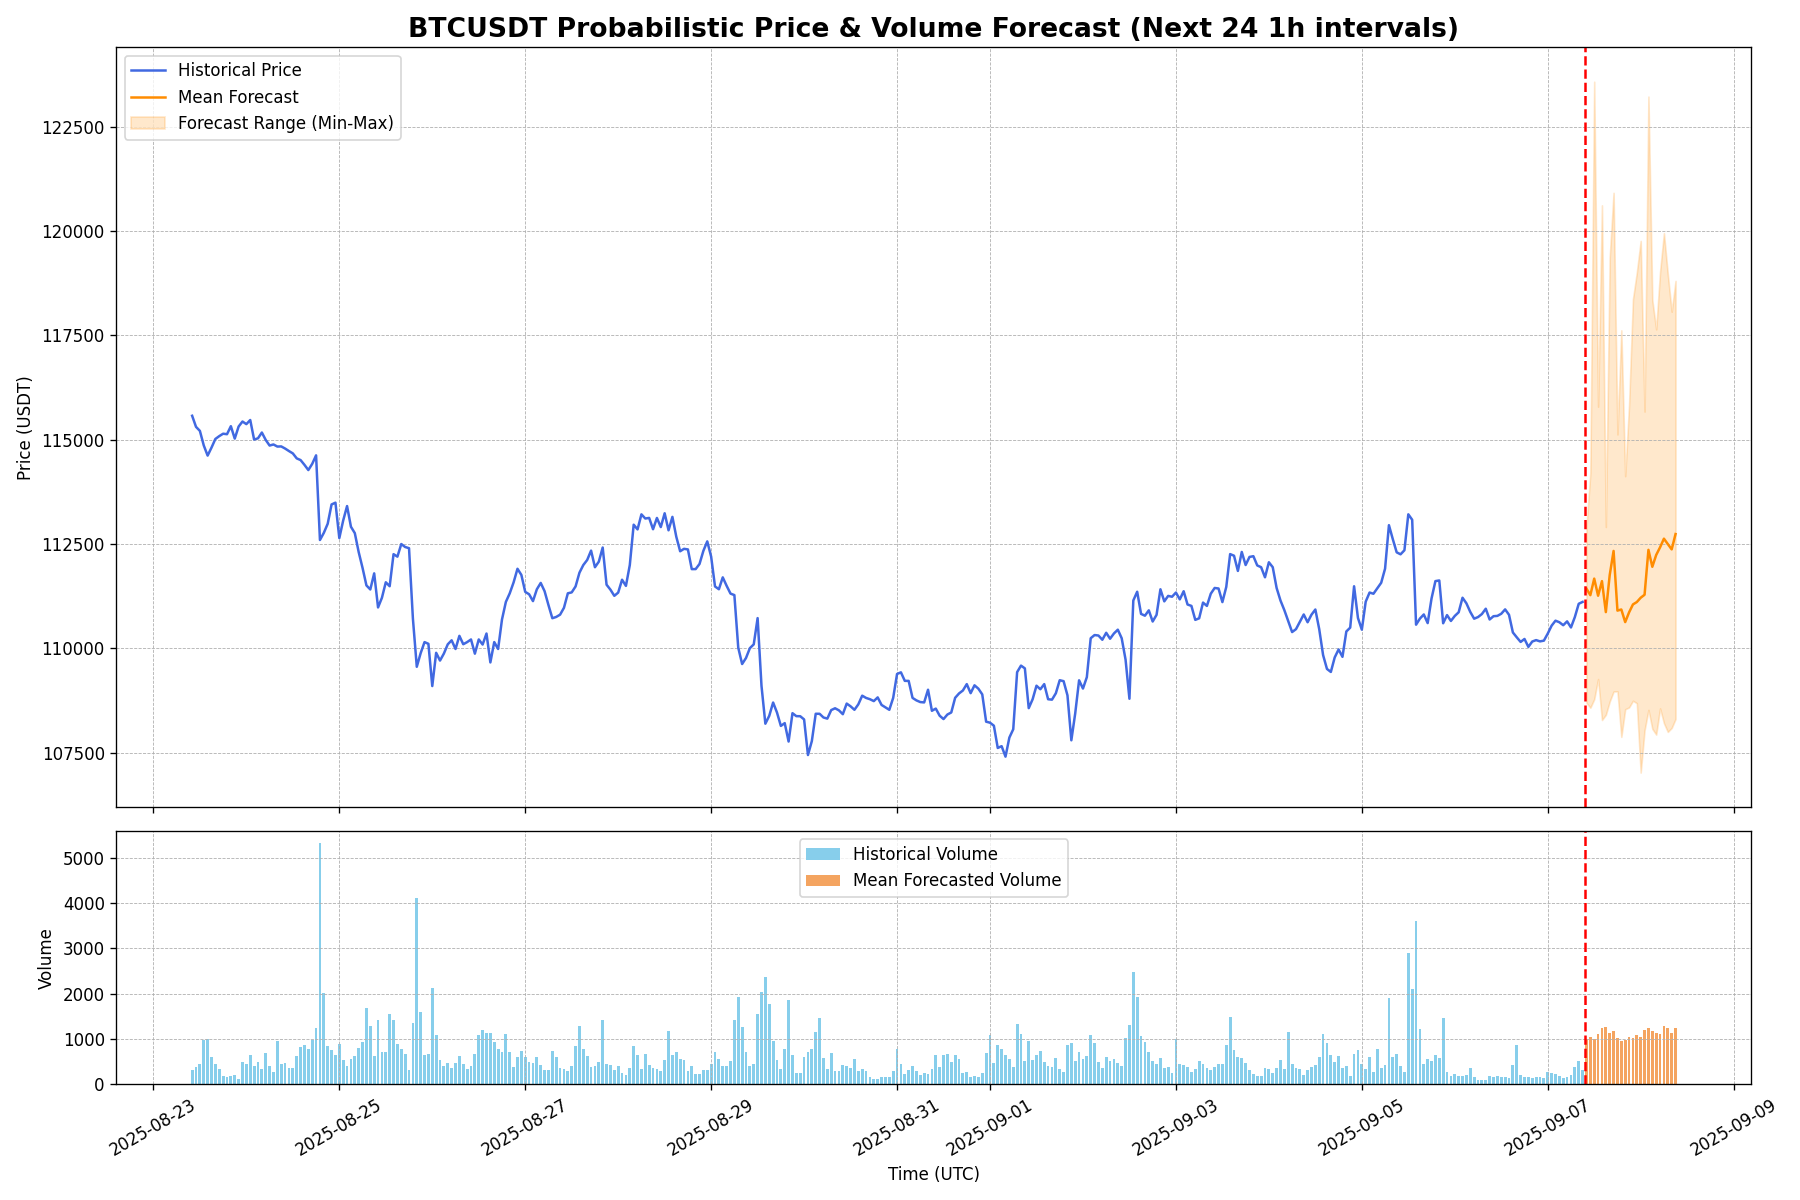 BTCUSDT Probabilistic Price & Volume Forecast (Next 24 1h intervals)
Historical Price
Mean Forecast
Forecast Range (Min-Max)
122500
120000
117500
115000
112500
110000
107500
Price (USDT)
Historical Volume
Mean Forecasted Volume
5000
4000
3000
2000
1000
0
Volume
2025-08-23
2025-08-25
2025-08-27
2025-08-29
2025-08-31
2025-09-01
2025-09-03
2025-09-05
2025-09-07
2025-09-09
Time (UTC)